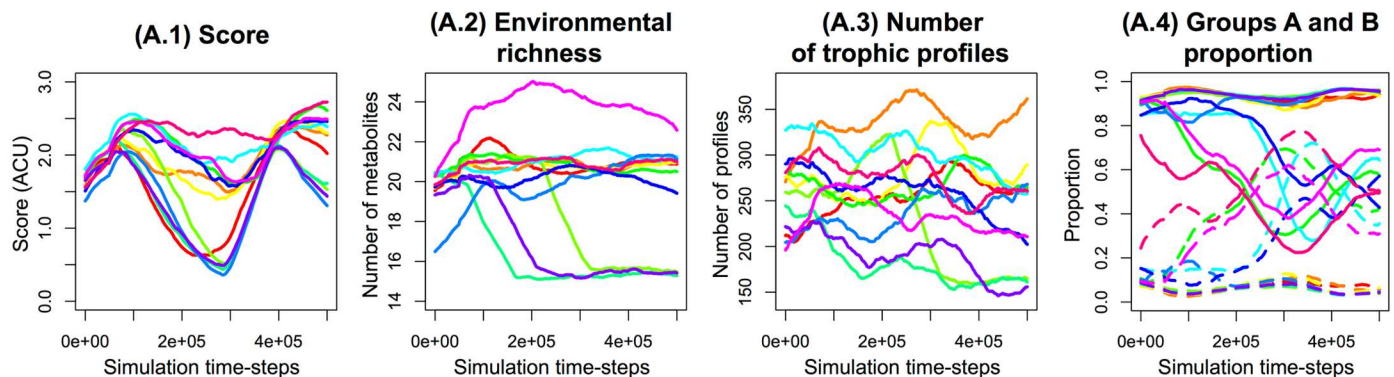 (A.1) Score
Score (ACU)
3.0
2.0
1.0
0.0
0e+00 2e+05 4e+05
Simulation time-steps
(A.2) Environmental
richness
Number of metabolites
24
22
20
18
16
14
0e+00 2e+05 4e+05
Simulation time-steps
(A.3) Number
of trophic profiles
Number of profiles
350
300
250
200
150
0e+00 2e+05 4e+05
Simulation time-steps
(A.4) Groups A and B
proportion
Proportion
1.0
0.8
0.6
0.4
0.2
0.0
0e+00 2e+05 4e+05
Simulation time-steps